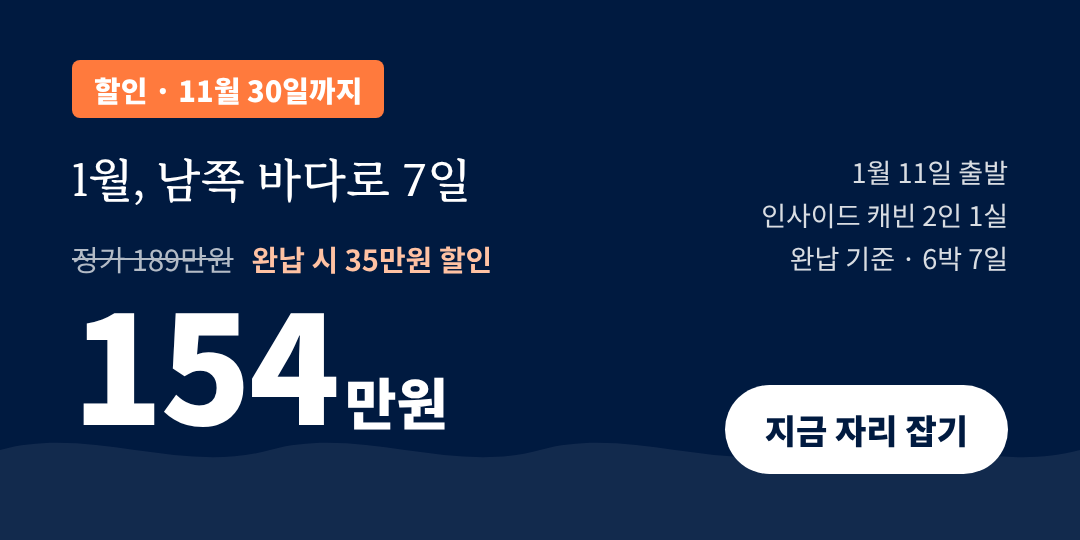 할인 · 11월 30일까지
1월, 남쪽 바다로 7일
정가 189만원 완납 시 35만원 할인
154만원
1월 11일 출발
인사이드 캐빈 2인 1실
완납 기준 · 6박 7일
지금 자리 잡기